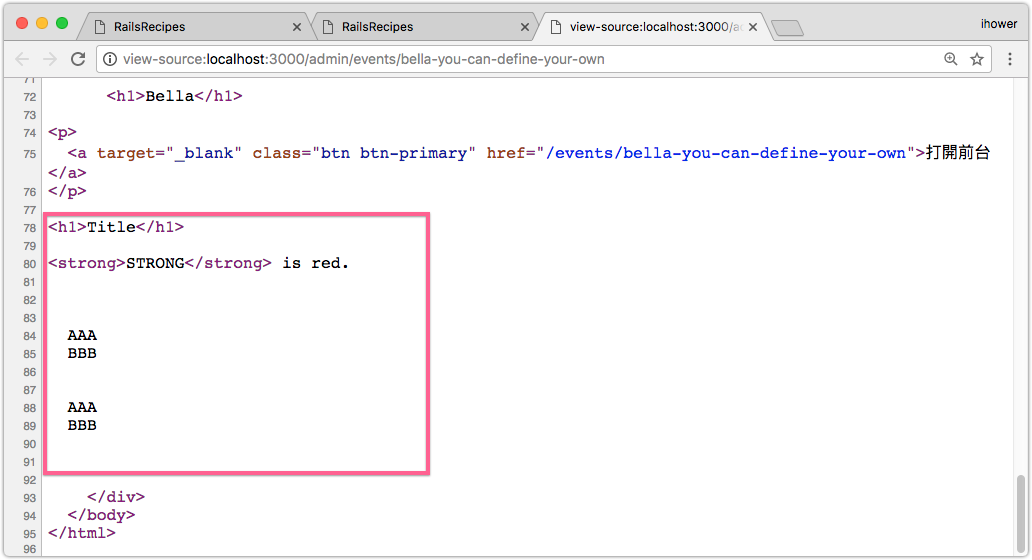 RailsRecipes
RailsRecipes
view-source:localhost:3000/a
ihower
view-source:localhost:3000/admin/events/bella-you-can-define-your-own
71
72 <h1>Bella</h1>
73
74 <p>
75 <a target="_blank" class="btn btn-primary" href="/events/bella-you-can-define-your-own">打開前台
</a>
76 </p>
77
78 <h1>Title</h1>
79
80 <strong>STRONG</strong> is red.
81
82
83
84 AAA
85 BBB
86
87
88 AAA
89 BBB
90
91
92
93 </div>
94 </body>
95 </html>
96